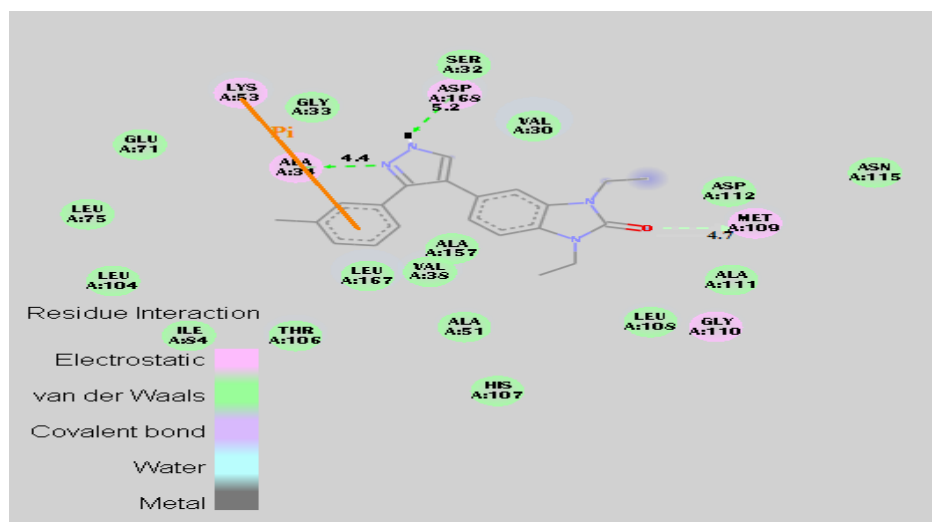 SER
A:32
LYS
A:53
ASP
A:168
5.2
GLY
A:33
VAL
A:30
Pi
GLU
A:71
4.4
ALA
A:34
N
N
ASN
A:115
ASP
A:112
LEU
A:75
N
MET
A:109
O
4.7
N
ALA
A:157
VAL
A:38
LEU
A:167
ALA
A:111
LEU
A:104
Residue Interaction
ILE
A:84
THR
A:106
ALA
A:51
LEU
A:108
GLY
A:110
Electrostatic
HIS
A:107
van der Waals
Covalent bond
Water
Metal